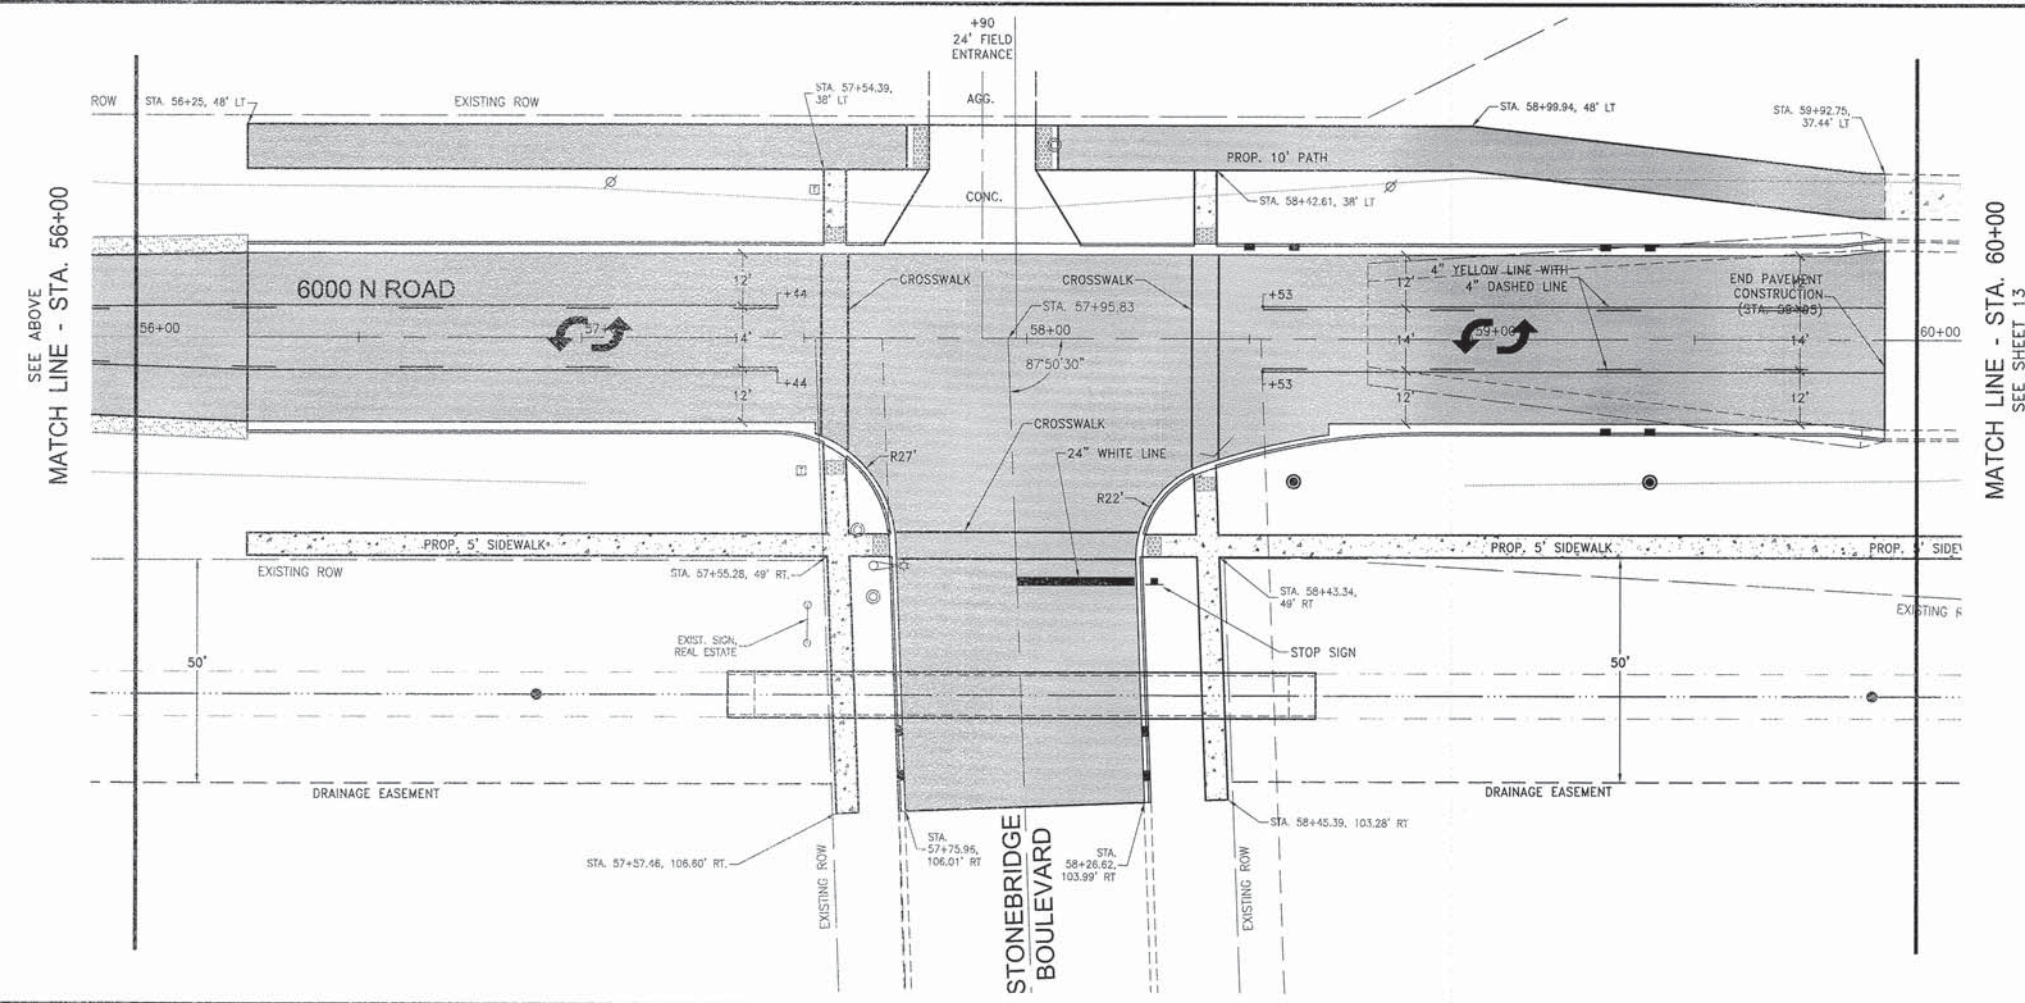 +90
24' FIELD
ENTRANCE
ROW
STA. 56+25, 48' LT
EXISTING ROW
STA. 57+54.39,
38' LT
AGG.
STA. 58+99.94, 48' LT
STA. 59+92.75,
37.44' LT
PROP. 10' PATH
CONC.
STA. 58+42.61, 38' LT
SEE ABOVE
MATCH LINE - STA. 56+00
MATCH LINE - STA. 60+00
SEE SHEET 13
6000 N ROAD
12'
+44
CROSSWALK
CROSSWALK
+53
12'
4" YELLOW LINE WITH
4" DASHED LINE
12'
END PAVEMENT
CONSTRUCTION
(STA. 59+95)
STA. 57+95.83
56+00
14'
58+00
59+00
14'
14'
60+00
87°50'30"
+44
12'
+53
12'
12'
CROSSWALK
R27'
24" WHITE LINE
R22'
PROP. 5' SIDEWALK
PROP. 5' SIDEWALK
EXISTING ROW
STA. 57+55.28, 49' RT.
STA. 58+43.34,
49' RT
EXIST. SIGN,
REAL ESTATE
STOP SIGN
50'
50'
DRAINAGE EASEMENT
DRAINAGE EASEMENT
STA. 57+57.46, 106.60' RT.
STA.
57+75.96,
106.01' RT
STA.
58+26.62,
103.99' RT
STA. 58+45.39, 103.28' RT
EXISTING ROW
STONEBRIDGE
BOULEVARD
EXISTING ROW